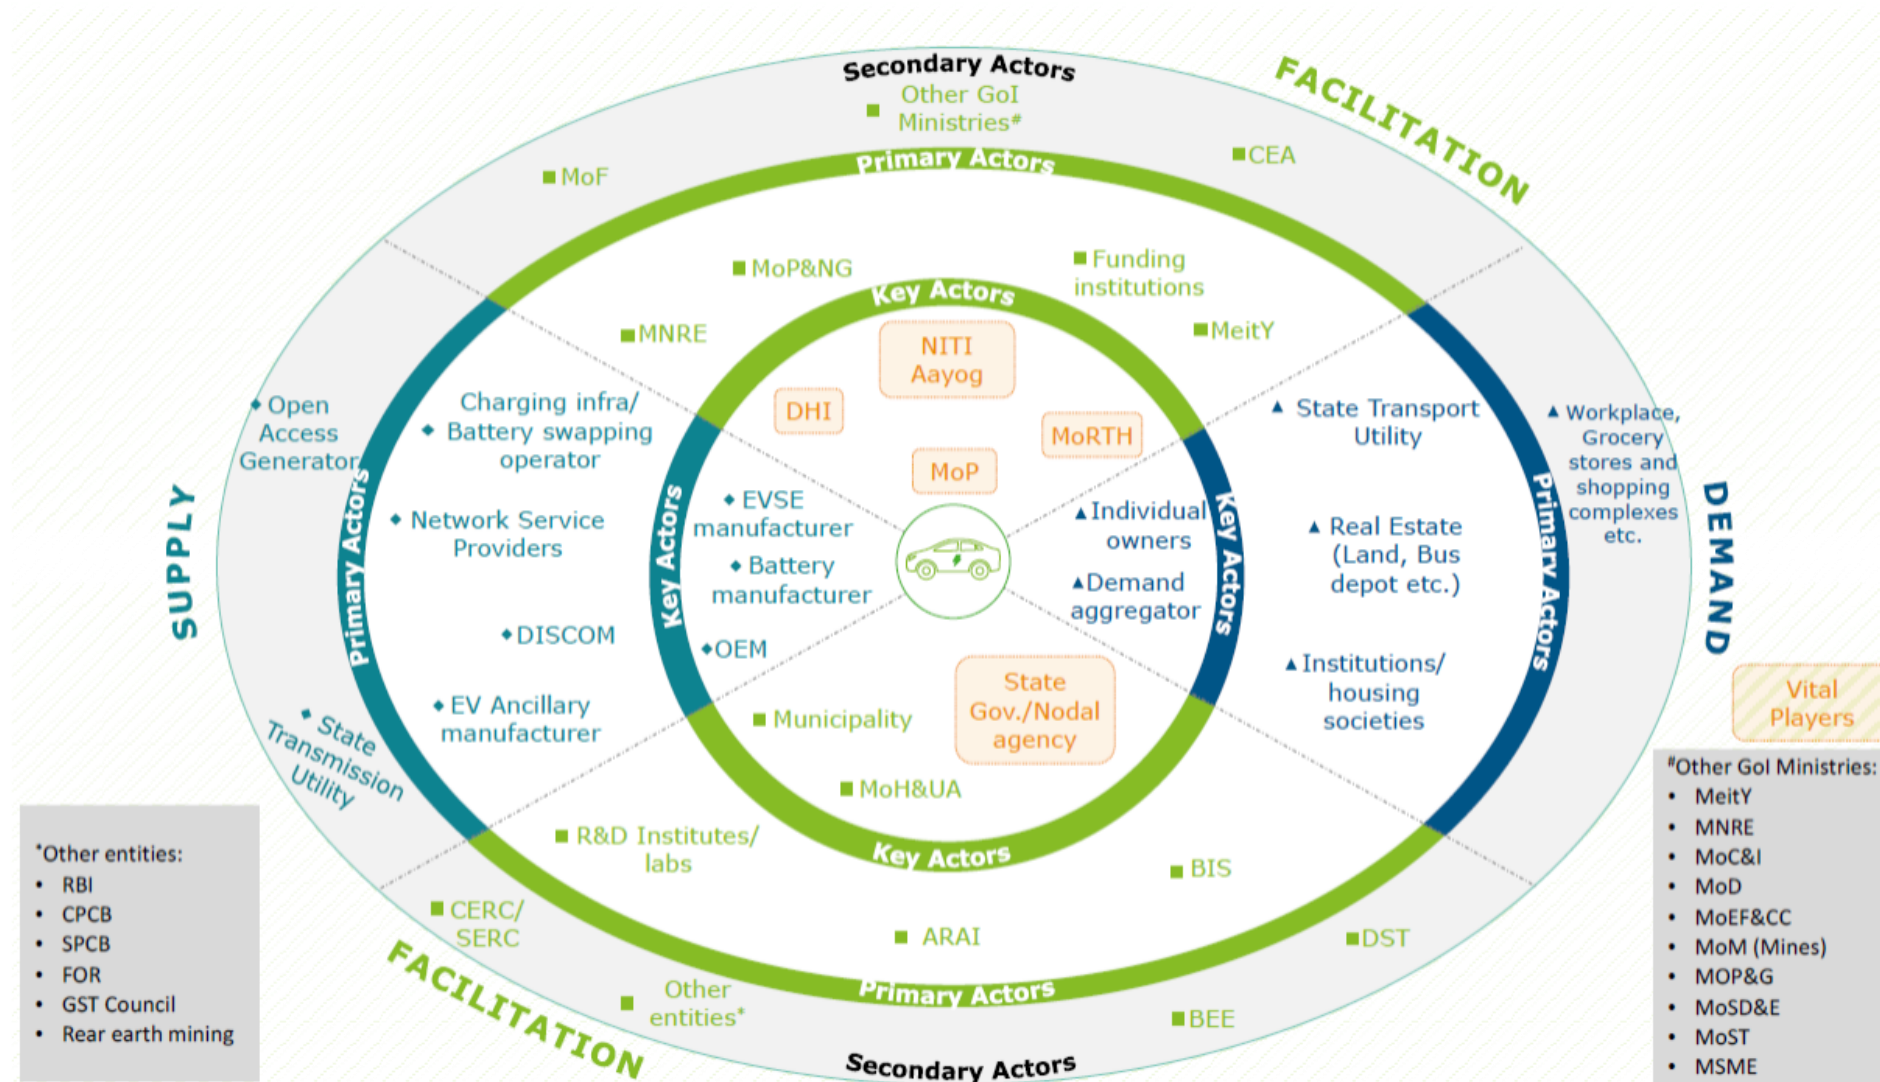 Secondary Actors
Other GoI
Ministries#
FACILITATION
MoF
CEA
Primary Actors
MoP&NG
Funding
institutions
MNRE
MeitY
Key Actors
NITI
Aayog
DHI
MoRTH
MoP
SUPPLY
Open
Access
Generator
State
Transmission
Utility
Primary Actors
Charging infra/
Battery swapping
operator
Network Service
Providers
DISCOM
EV Ancillary
manufacturer
Key Actors
EVSE
manufacturer
Battery
manufacturer
OEM
Individual
owners
Demand
aggregator
Key Actors
State Transport
Utility
Real Estate
(Land, Bus
depot etc.)
Institutions/
housing
societies
Primary Actors
Workplace,
Grocery
stores and
shopping
complexes
etc.
DEMAND
Municipality
State
Gov./Nodal
agency
MoH&UA
Key Actors
R&D Institutes/
labs
BIS
ARAI
Primary Actors
CERC/
SERC
DST
Other
entities*
BEE
Secondary Actors
FACILITATION
Vital
Players
*Other entities:
• RBI
• CPCB
• SPCB
• FOR
• GST Council
• Rear earth mining
#Other GoI Ministries:
• MeitY
• MNRE
• MoC&I
• MoD
• MoEF&CC
• MoM (Mines)
• MOP&G
• MoSD&E
• MoST
• MSME